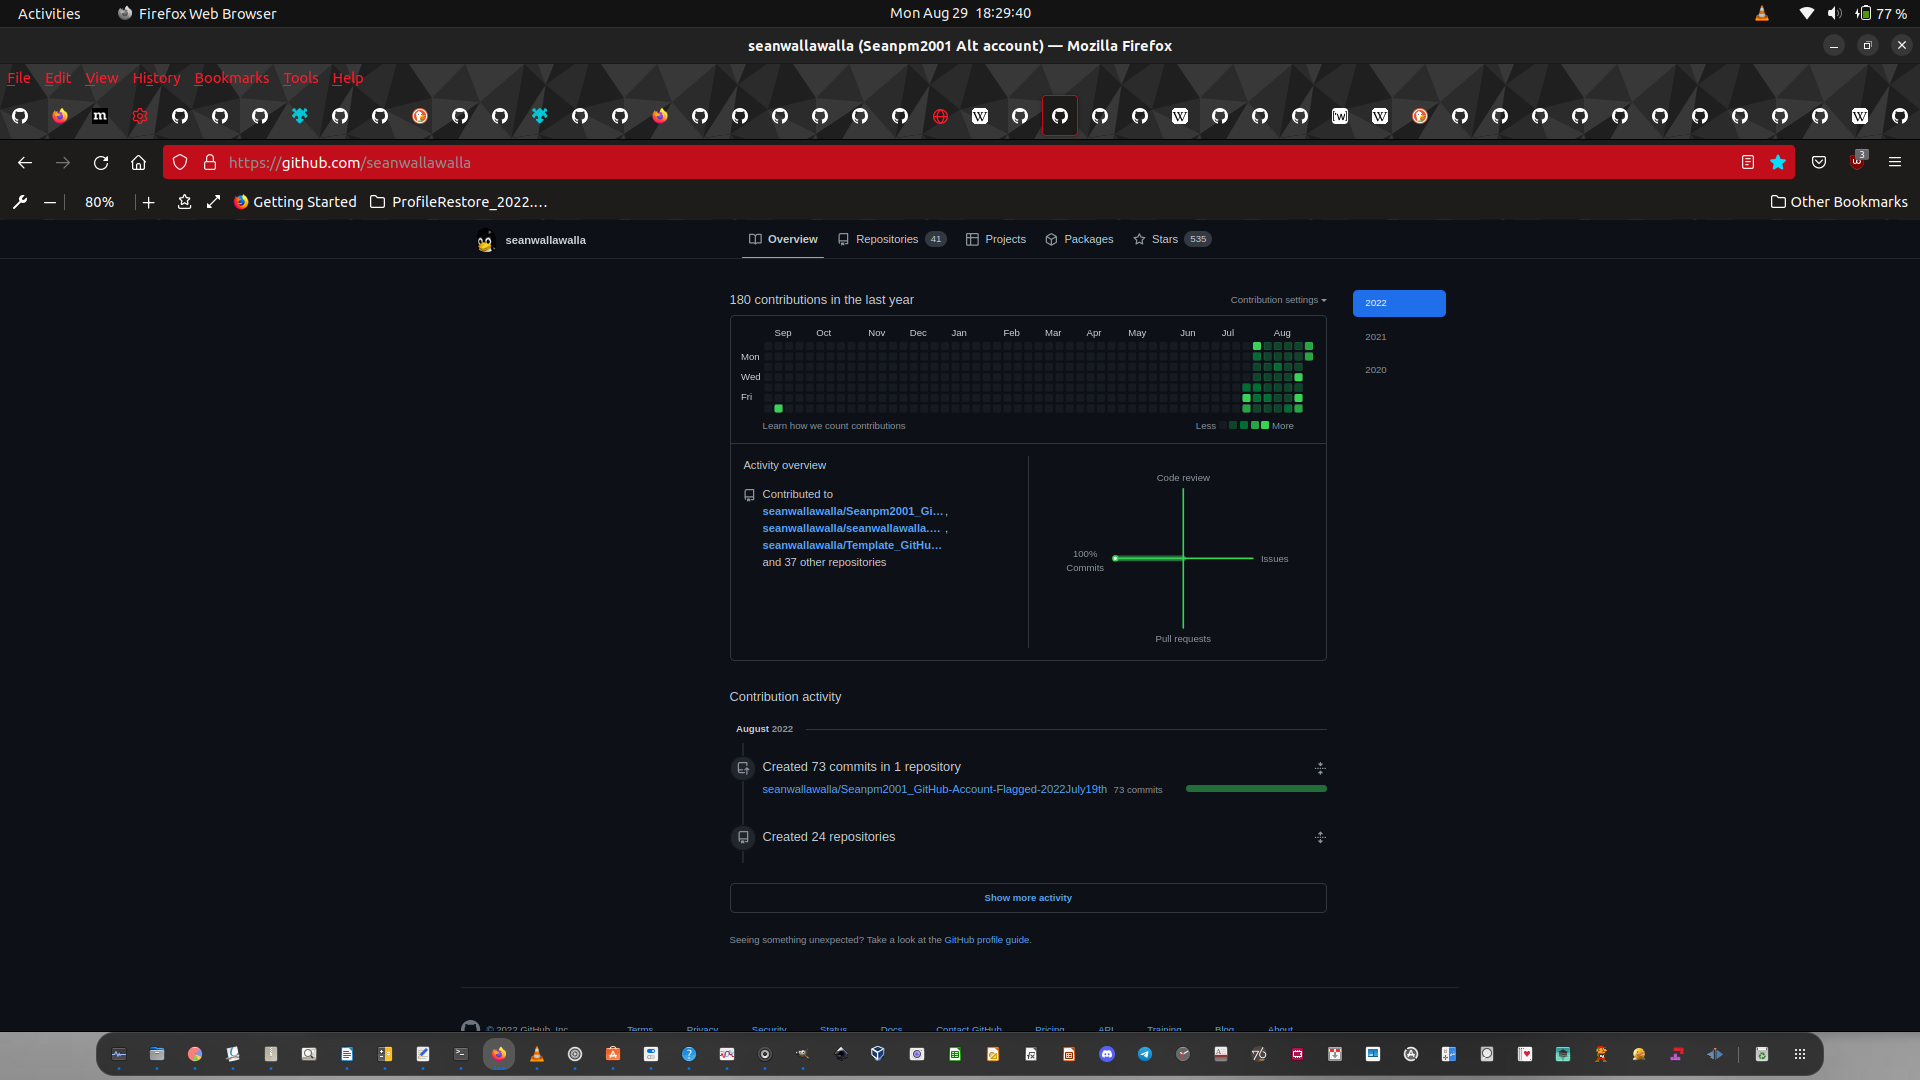 Activities Firefox Web Browser Mon Aug 29 18:29:40 77 %
seanwallawalla (Seanpm2001 Alt account) — Mozilla Firefox
File Edit View History Bookmarks Tools Help
https://github.com/seanwallawalla 3
80% Getting Started ProfileRestore_2022.… Other Bookmarks
seanwallawalla Overview Repositories 41 Projects Packages Stars 535
180 contributions in the last year Contribution settings 2022
Sep Oct Nov Dec Jan Feb Mar Apr May Jun Jul Aug
2021
Mon
2020
Wed
Fri
Learn how we count contributions Less More
Activity overview
Code review
Contributed to
seanwallawalla/Seanpm2001_Gi… ,
seanwallawalla/seanwallawalla.… ,
seanwallawalla/Template_GitHu…
and 37 other repositories
100%
Commits
Issues
Pull requests
Contribution activity
August 2022
Created 73 commits in 1 repository
seanwallawalla/Seanpm2001_GitHub-Account-Flagged-2022July19th 73 commits
Created 24 repositories
Show more activity
Seeing something unexpected? Take a look at the GitHub profile guide.
© 2022 GitHub, Inc. Terms Privacy Security Status Docs Contact GitHub Pricing API Training Blog About